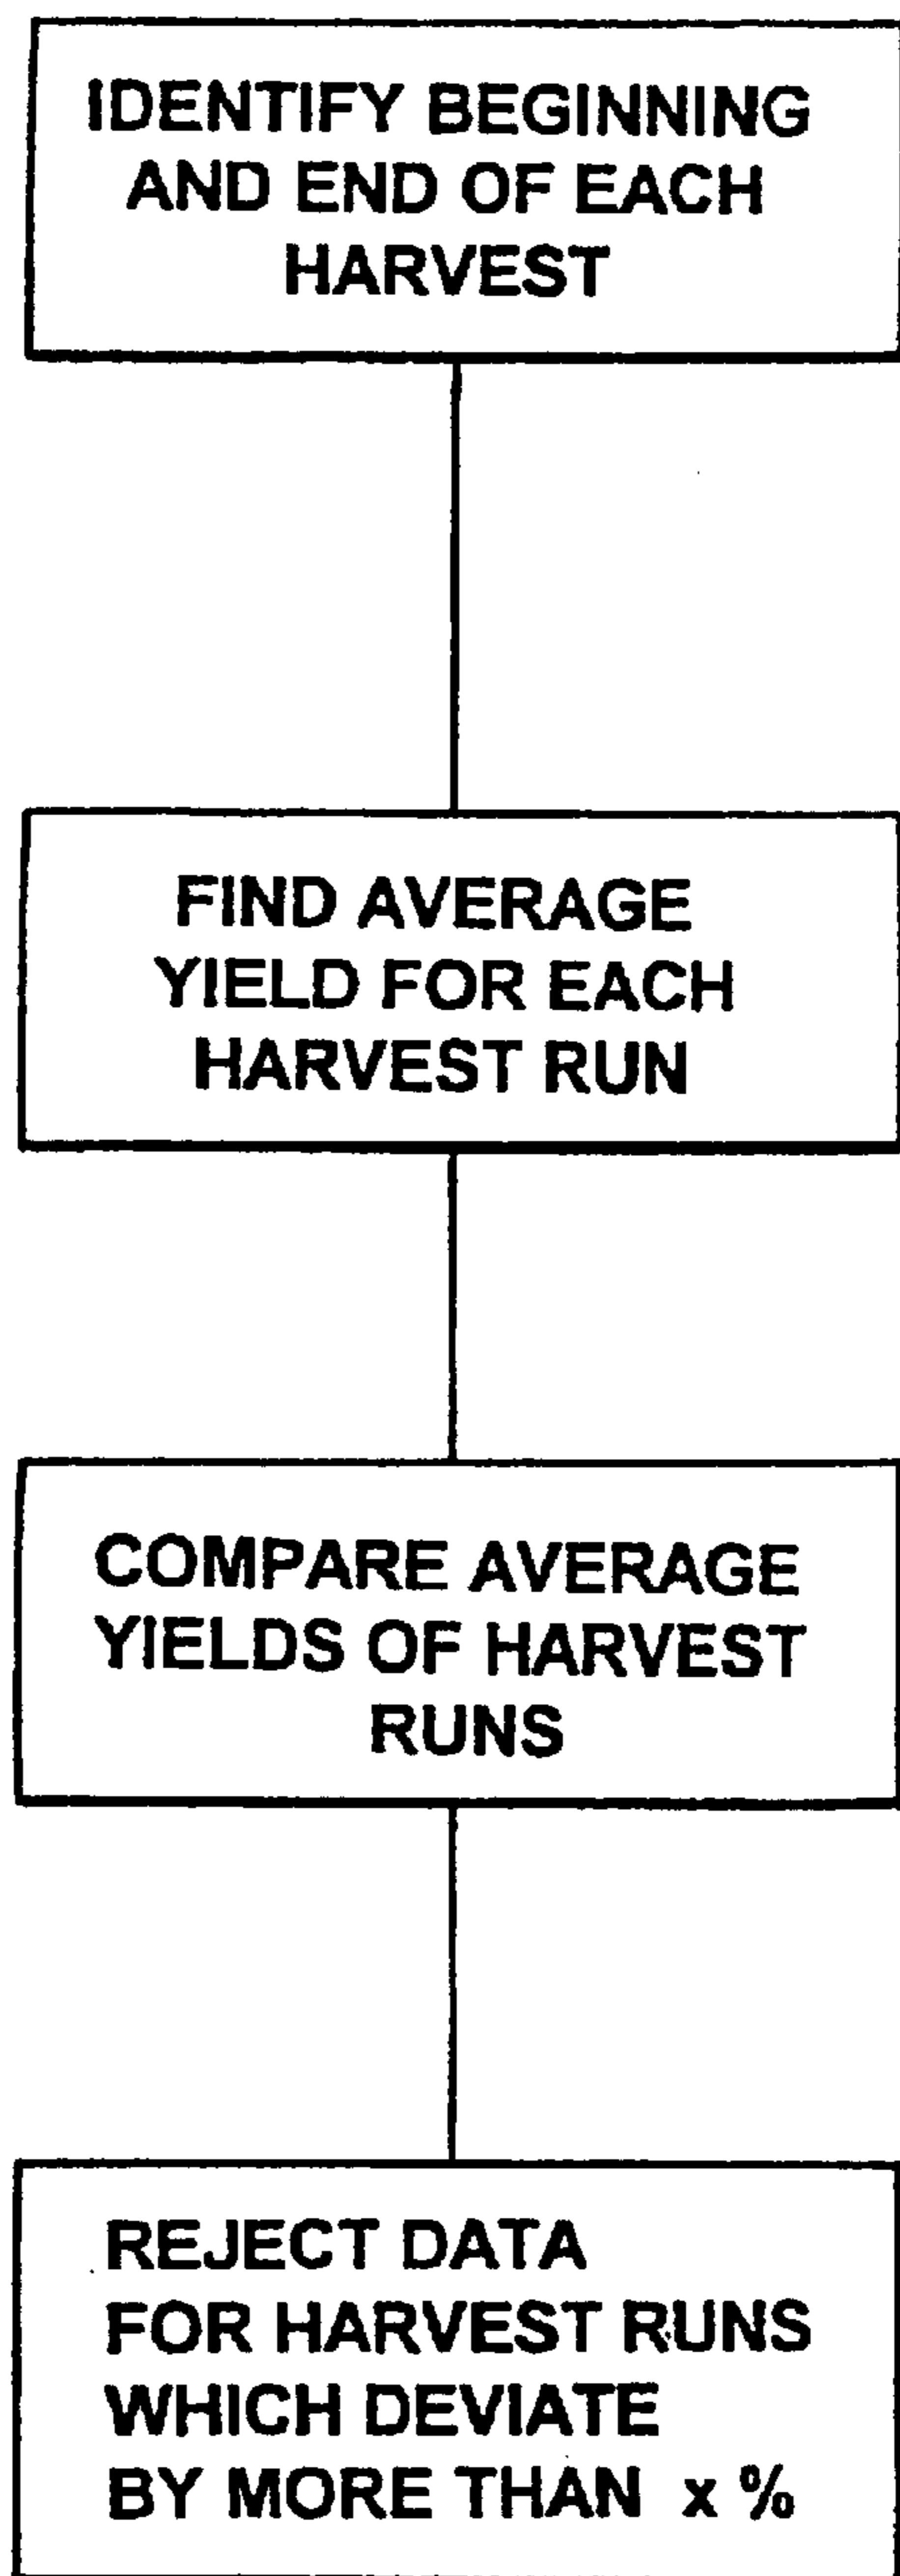 IDENTIFY BEGINNING
AND END OF EACH
HARVEST
FIND AVERAGE
YIELD FOR EACH
HARVEST RUN
COMPARE AVERAGE
YIELDS OF HARVEST
RUNS
REJECT DATA
FOR HARVEST RUNS
WHICH DEVIATE
BY MORE THAN x %